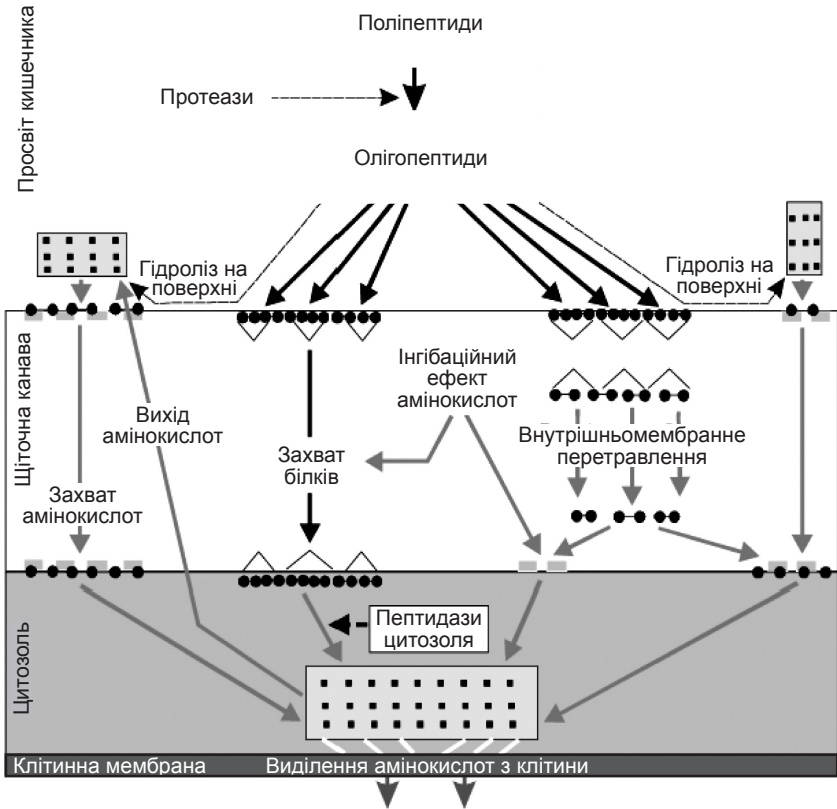 Просвіт кишечника
Поліпептиди
Протеази
Олігопептиди
Гідроліз на
поверхні
Гідроліз на
поверхні
Щіточна канава
Інгібаційний
ефект
амінокислот
Вихід
амінокислот
Внутрішньомембранне
перетравлення
Захват
білків
Захват
амінокислот
Цитозоль
Пептидази
цитозоля
Клітинна мембрана
Виділення амінокислот з клітини